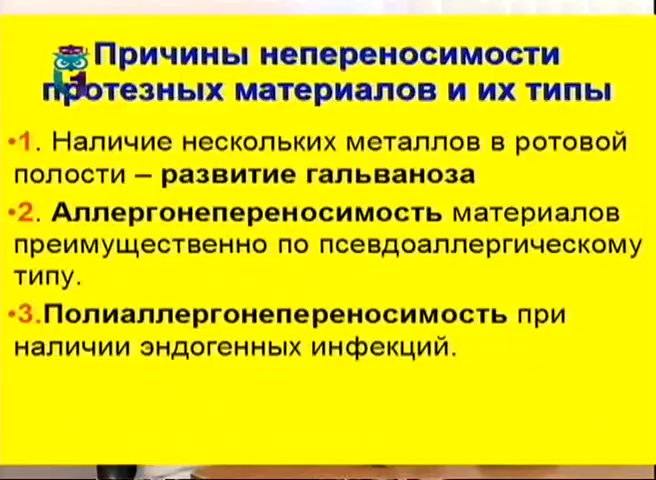 Причины непереносимости
протезных материалов и их типы
•1. Наличие нескольких металлов в ротовой
полости – развитие гальваноза
•2. Аллергонепереносимость материалов
преимущественно по псевдоаллергическому
типу.
•3.Полиаллергонепереносимость при
наличии эндогенных инфекций.